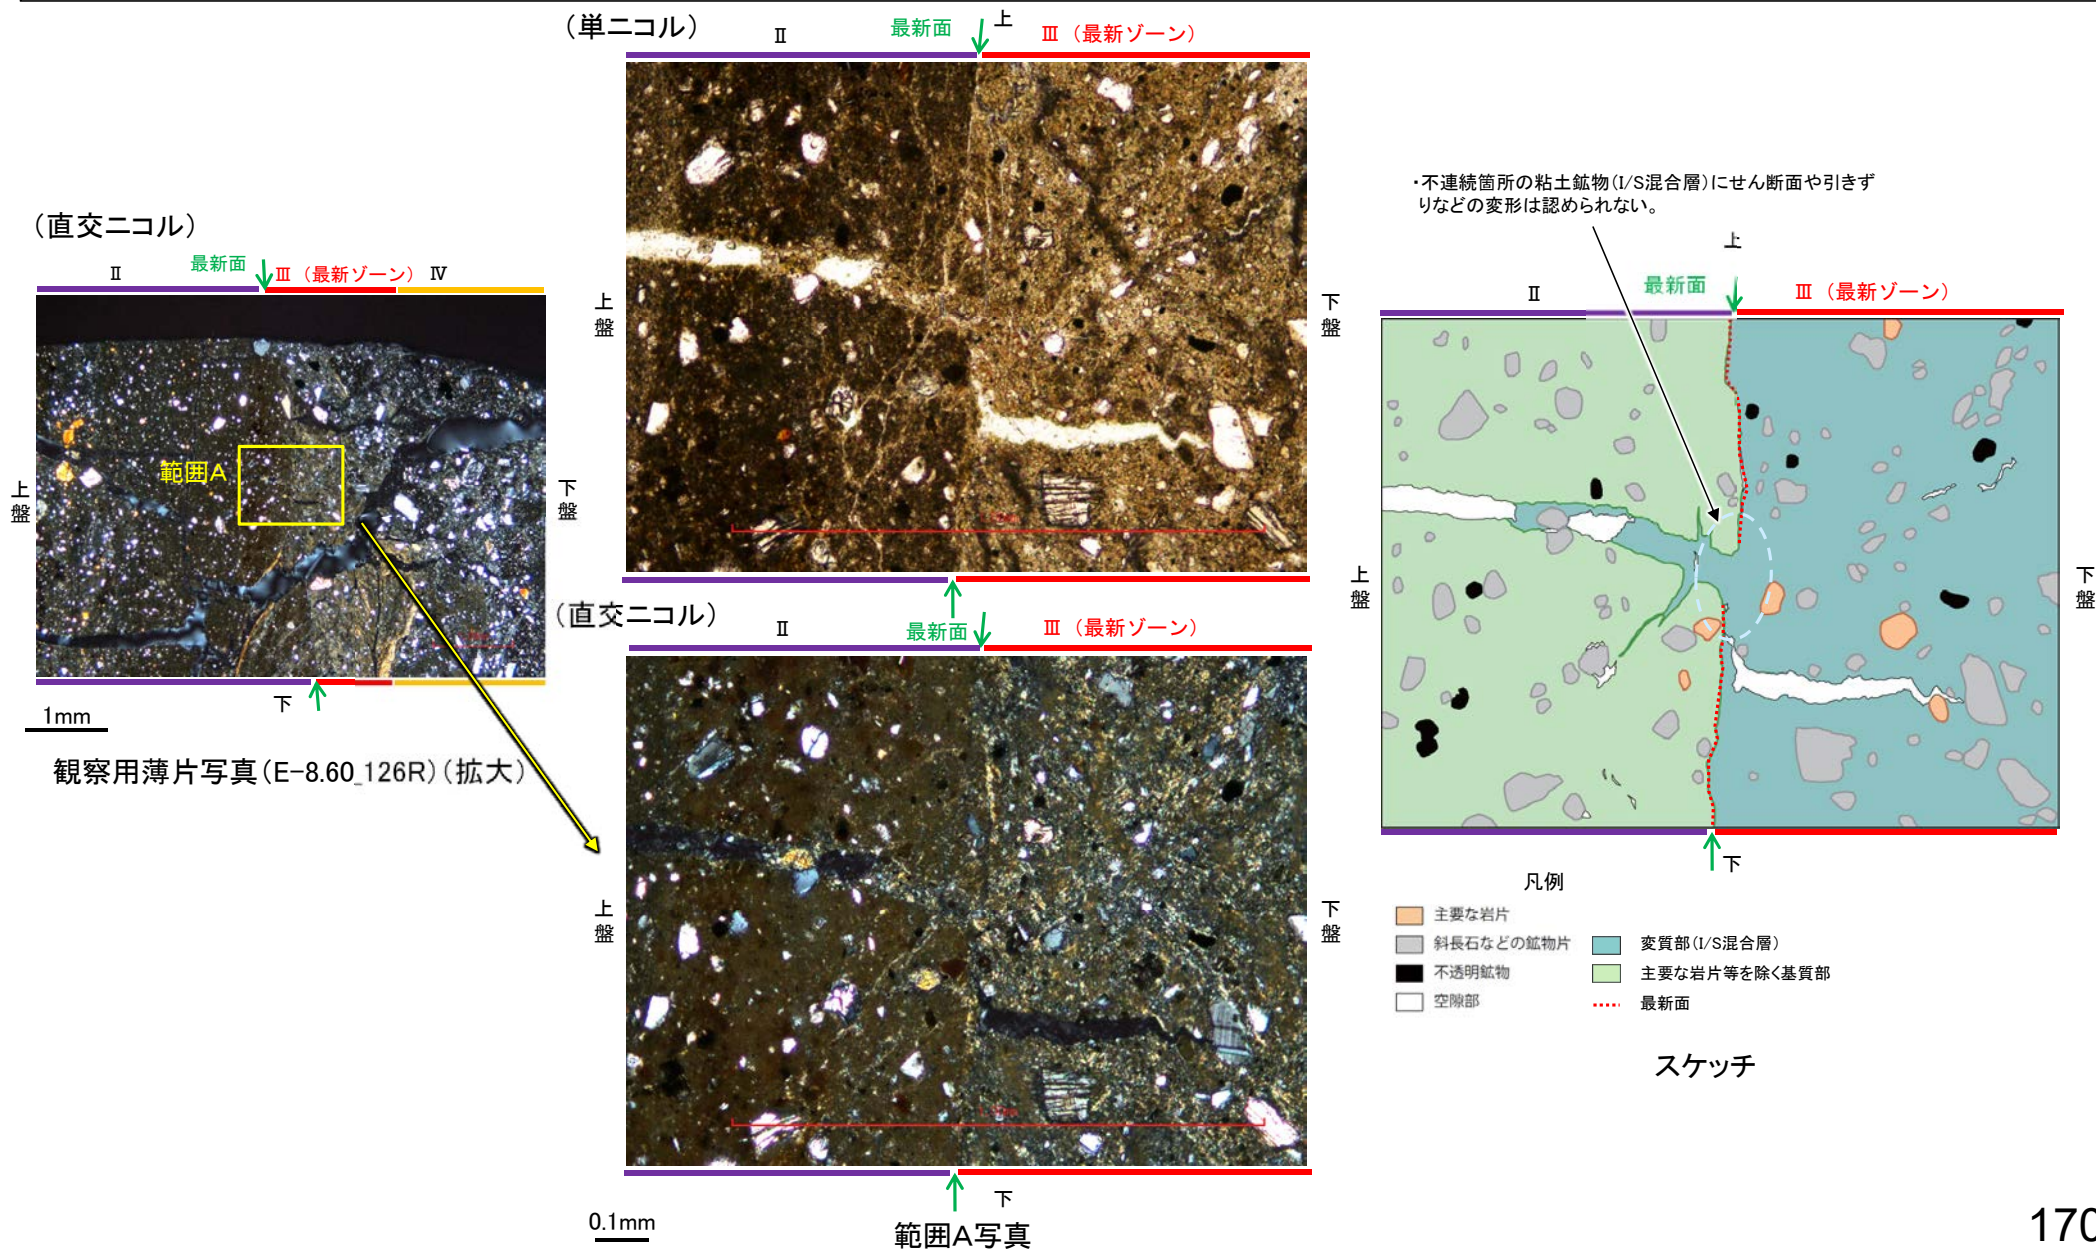 (直交ニコル)
Ⅱ
最新面
Ⅲ(最新ゾーン)
Ⅳ
範囲A
上盤
下盤
下
1mm
観察用薄片写真(E-8.60_126R)(拡大)
(単ニコル)
Ⅱ
最新面
上
Ⅲ(最新ゾーン)
上盤
下盤
(直交ニコル)
Ⅱ
最新面
Ⅲ(最新ゾーン)
上盤
下盤
下
0.1mm
範囲A写真
・不連続箇所の粘土鉱物(I/S混合層)にせん断面や引きず
りなどの変形は認められない。
上
Ⅱ
最新面
Ⅲ(最新ゾーン)
上盤
下盤
下
凡例
主要な岩片
斜長石などの鉱物片
不透明鉱物
空隙部
変質部(I/S混合層)
主要な岩片等を除く基質部
最新面
スケッチ
170